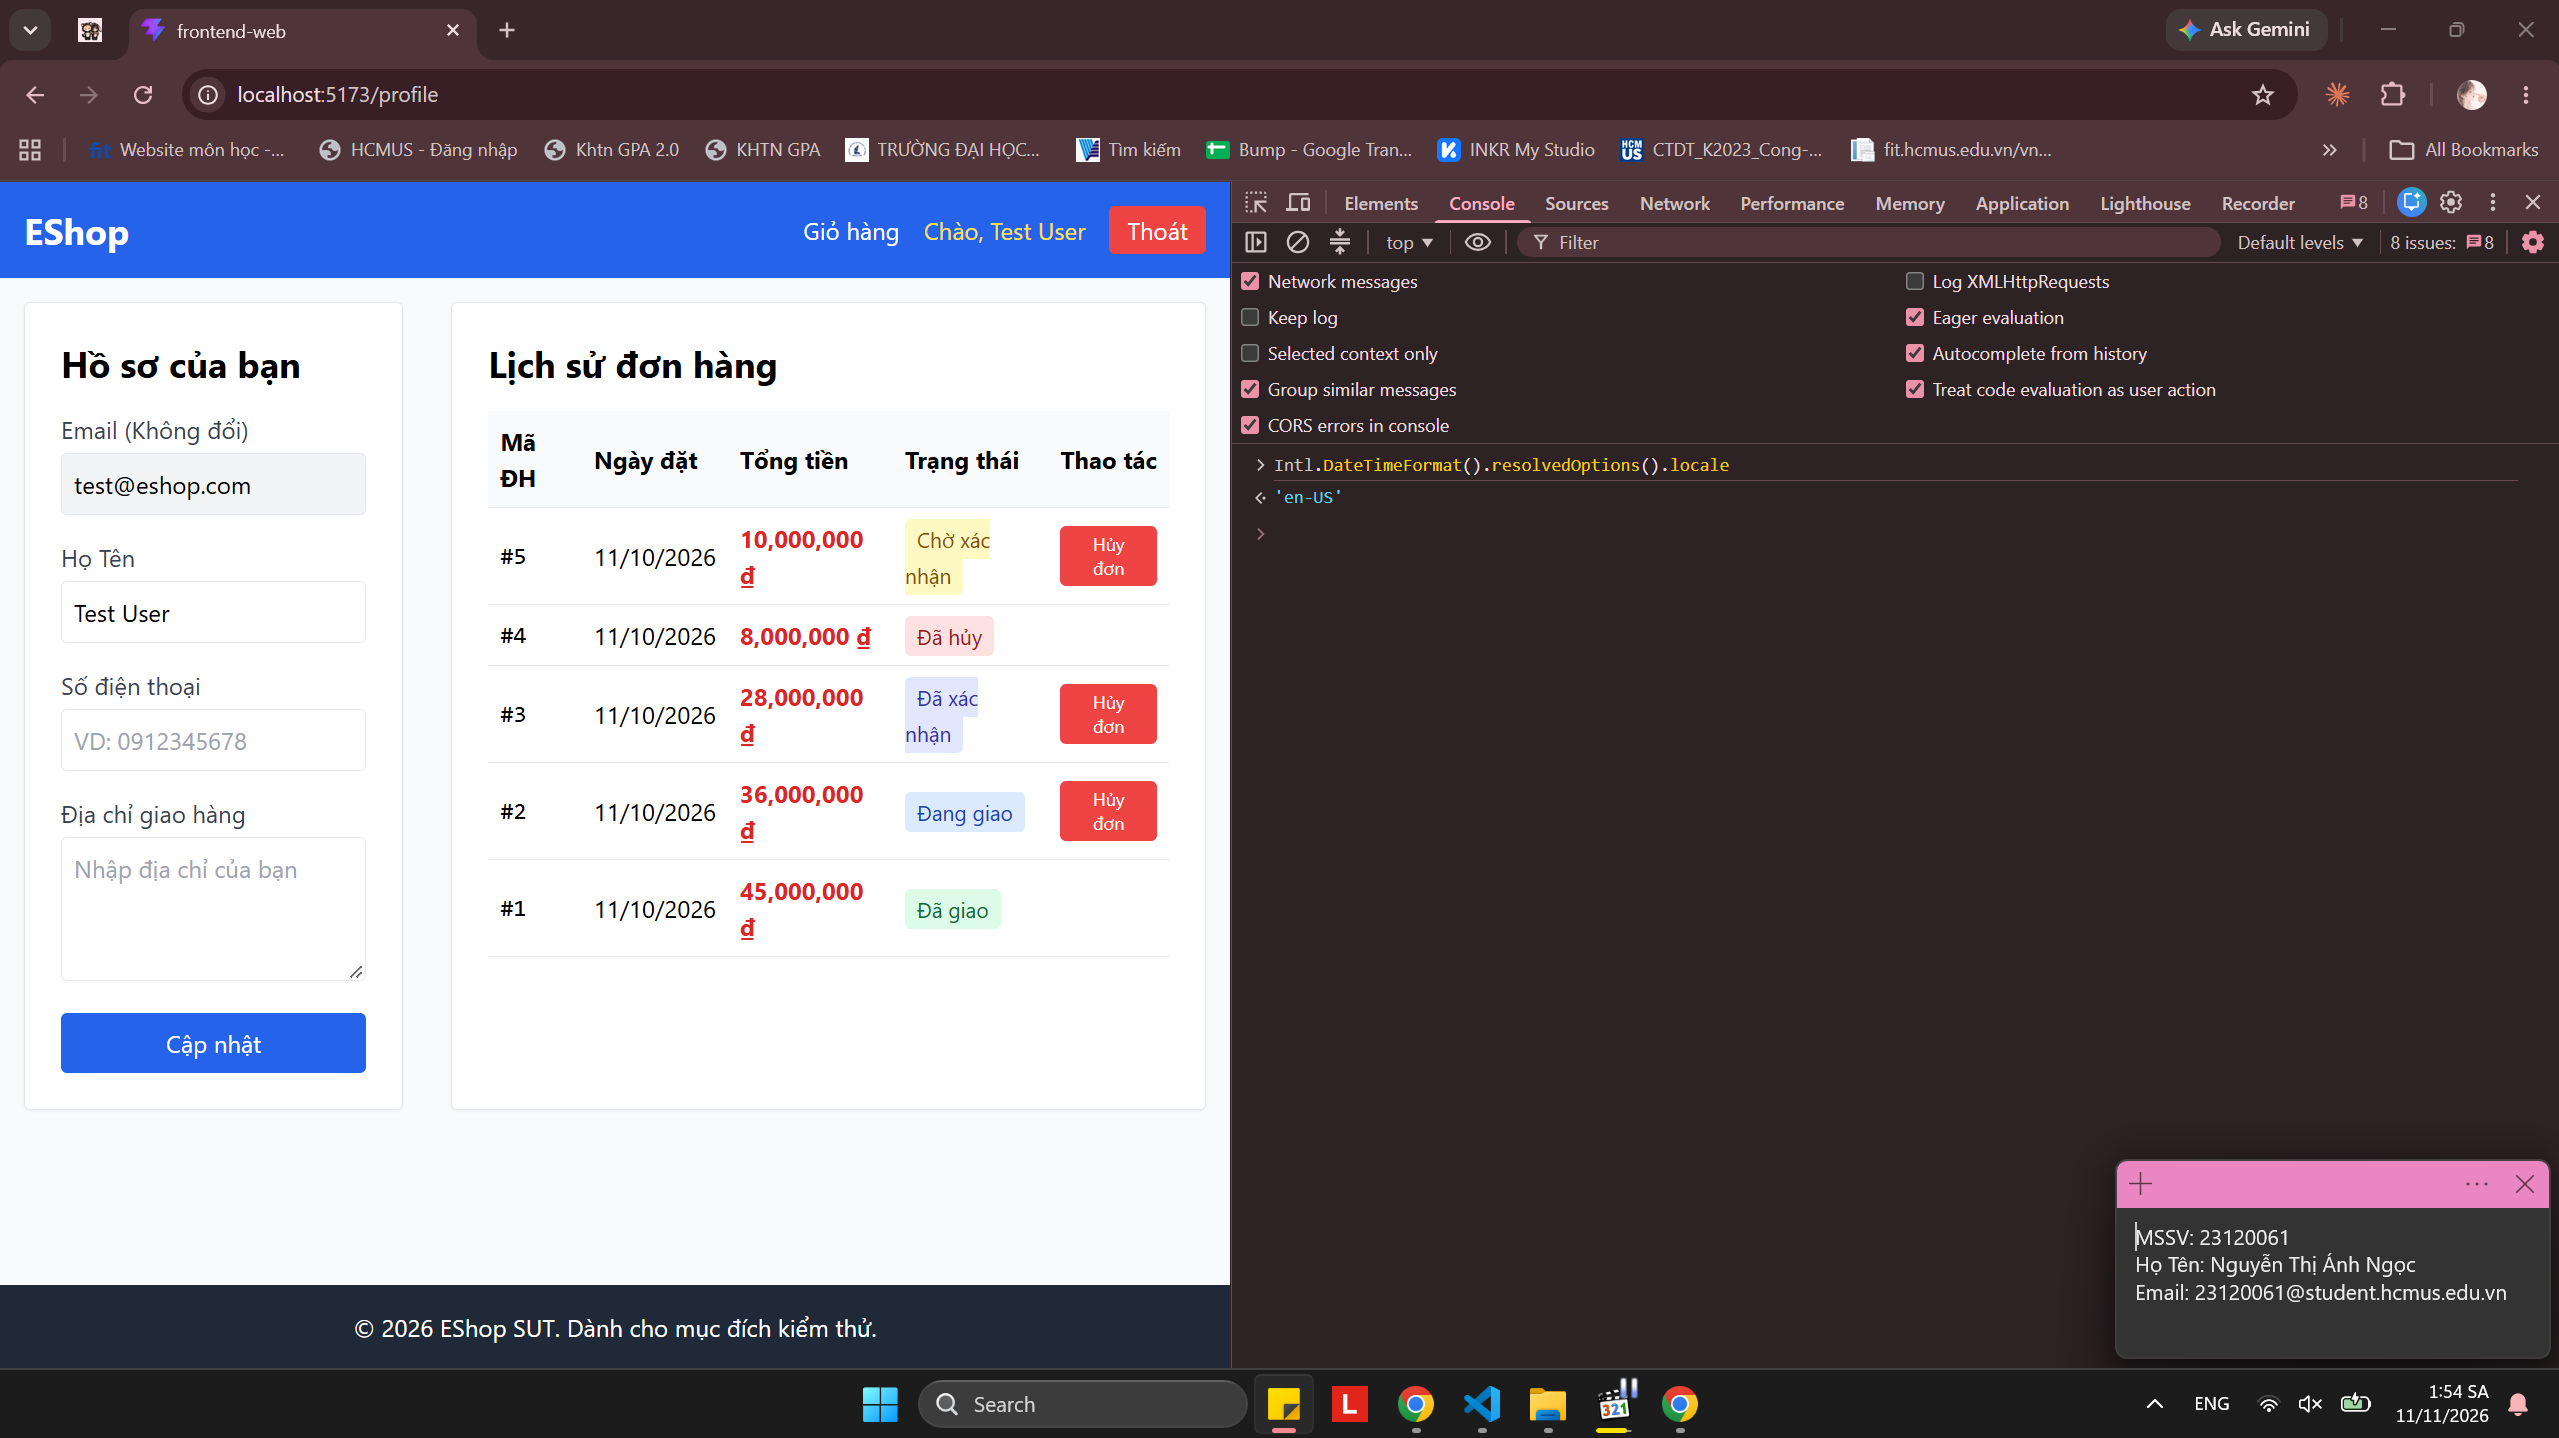 frontend-web
Ask Gemini
localhost:5173/profile
fit Website môn học -...
HCMUS - Đăng nhập
Khtn GPA 2.0
KHTN GPA
TRƯỜNG ĐẠI HỌC...
Tìm kiếm
Bump - Google Tran...
INKR My Studio
HCM US CTDT_K2023_Cong-...
fit.hcmus.edu.vn/vn...
All Bookmarks
EShop
Giỏ hàng
Chào, Test User
Thoát
Hồ sơ của bạn
Email (Không đổi)
test@eshop.com
Họ Tên
Test User
Số điện thoại
VD: 0912345678
Địa chỉ giao hàng
Nhập địa chỉ của bạn
Cập nhật
Lịch sử đơn hàng
Mã ĐH Ngày đặt Tổng tiền Trạng thái Thao tác
#5 11/10/2026 10,000,000 ₫ Chờ xác nhận Hủy đơn
#4 11/10/2026 8,000,000 ₫ Đã hủy
#3 11/10/2026 28,000,000 ₫ Đã xác nhận Hủy đơn
#2 11/10/2026 36,000,000 ₫ Đang giao Hủy đơn
#1 11/10/2026 45,000,000 ₫ Đã giao
© 2026 EShop SUT. Dành cho mục đích kiểm thử.
Elements Console Sources Network Performance Memory Application Lighthouse Recorder 8
top Filter Default levels 8 issues: 8
Network messages
Log XMLHttpRequests
Keep log
Eager evaluation
Selected context only
Autocomplete from history
Group similar messages
Treat code evaluation as user action
CORS errors in console
Intl.DateTimeFormat().resolvedOptions().locale
'en-US'
MSSV: 23120061
Họ Tên: Nguyễn Thị Ánh Ngọc
Email: 23120061@student.hcmus.edu.vn
Search
L
321
ENG
1:54 SA
11/11/2026